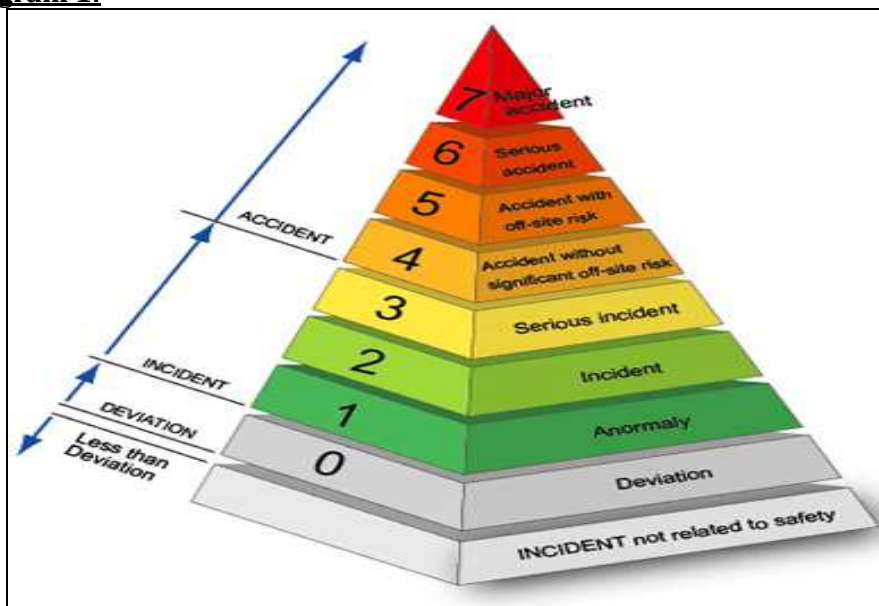 7 Major
accident
6 Serious
accident
5 Accident with
off-site risk
ACCIDENT
4 Accident without
significant off-site risk
3 Serious incident
2 Incident
INCIDENT
1 Anormaly
DEVIATION
0 Deviation
Less than
Deviation
INCIDENT not related to safety